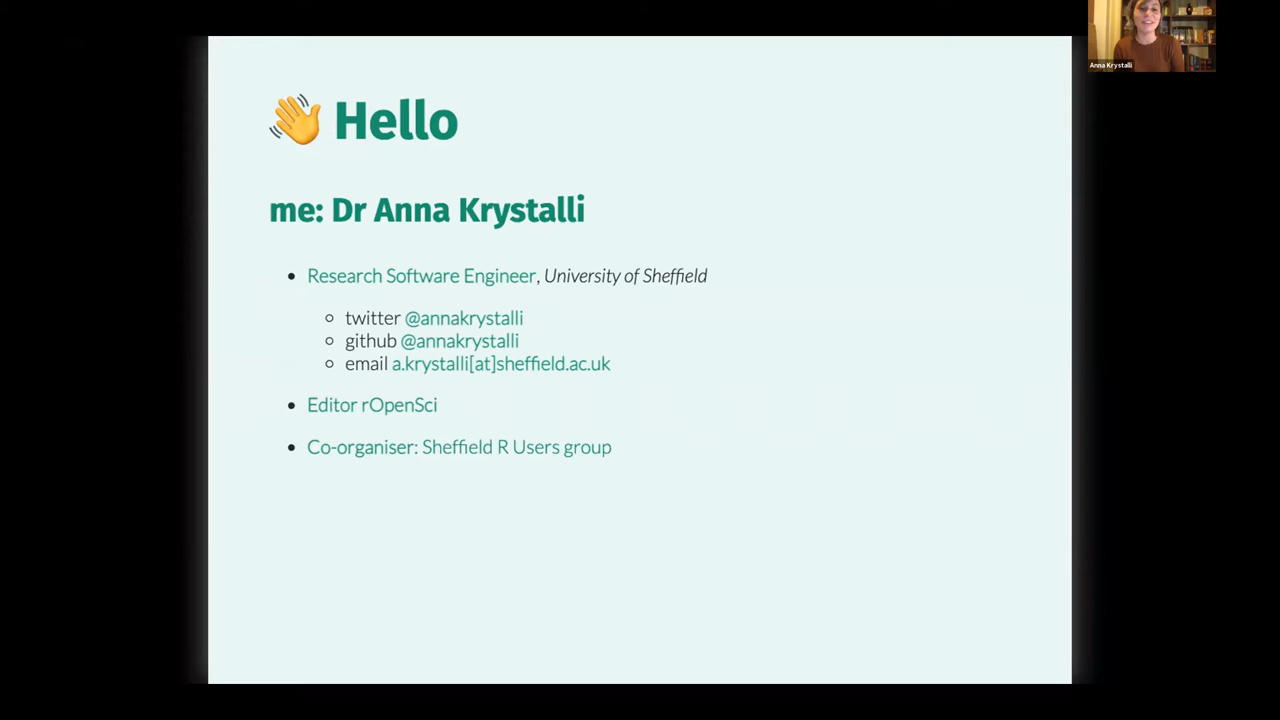 Anna Krystalli
👋 Hello
me: Dr Anna Krystalli
• Research Software Engineer, University of Sheffield
○ twitter @annakrystalli
○ github @annakrystalli
○ email a.krystalli[at]sheffield.ac.uk
• Editor rOpenSci
• Co-organiser: Sheffield R Users group